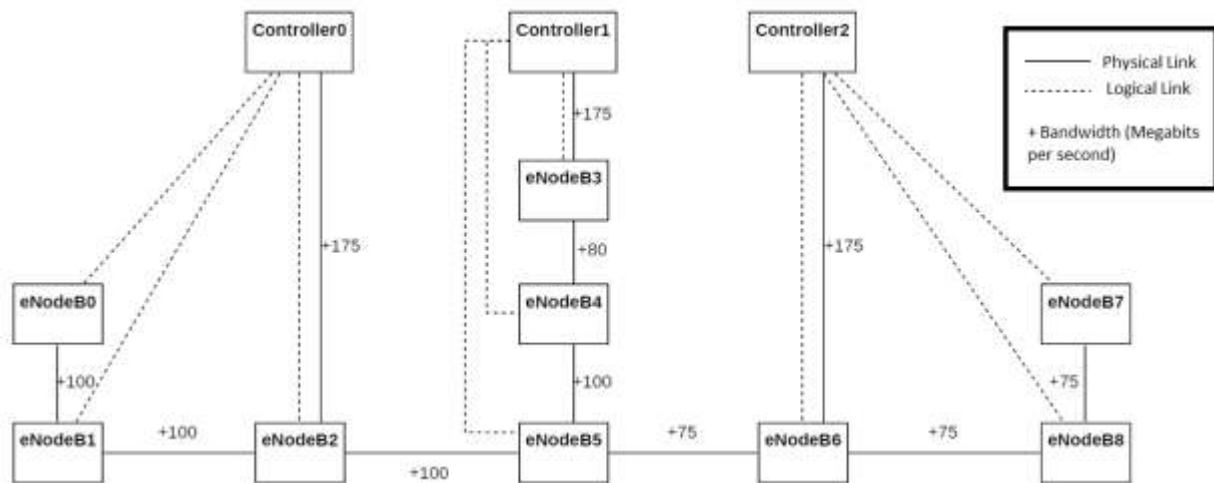 Controller0
Controller1
Controller2
Physical Link
Logical Link
+ Bandwidth (Megabits
per second)
+175
eNodeB3
+175
+80
+175
eNodeB0
eNodeB4
eNodeB7
+100
+100
+75
eNodeB1
+100
eNodeB2
+100
eNodeB5
+75
eNodeB6
+75
eNodeB8